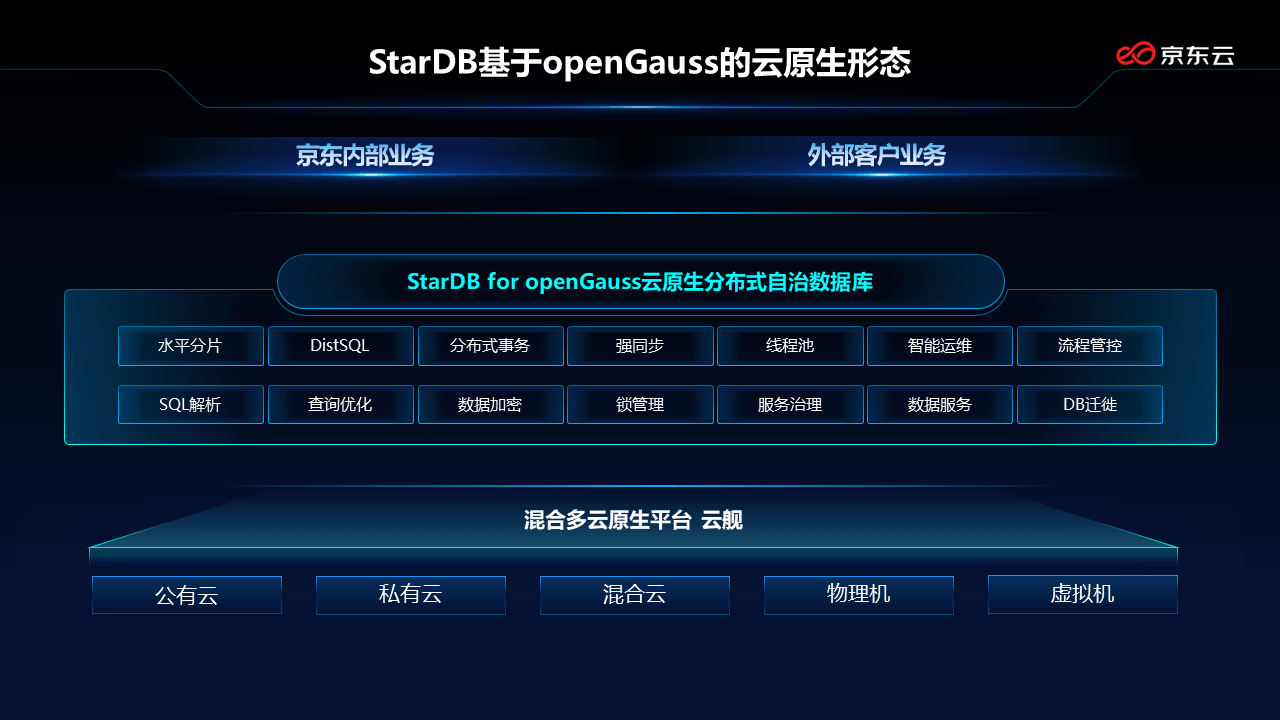 StarDB基于openGauss的云原生形态
京东云
京东内部业务
外部客户业务
StarDB for openGauss云原生分布式自治数据库
水平分片
DistSQL
分布式事务
强同步
线程池
智能运维
流程管控
SQL解析
查询优化
数据加密
锁管理
服务治理
数据服务
DB迁徙
混合多云原生平台 云舰
公有云
私有云
混合云
物理机
虚拟机